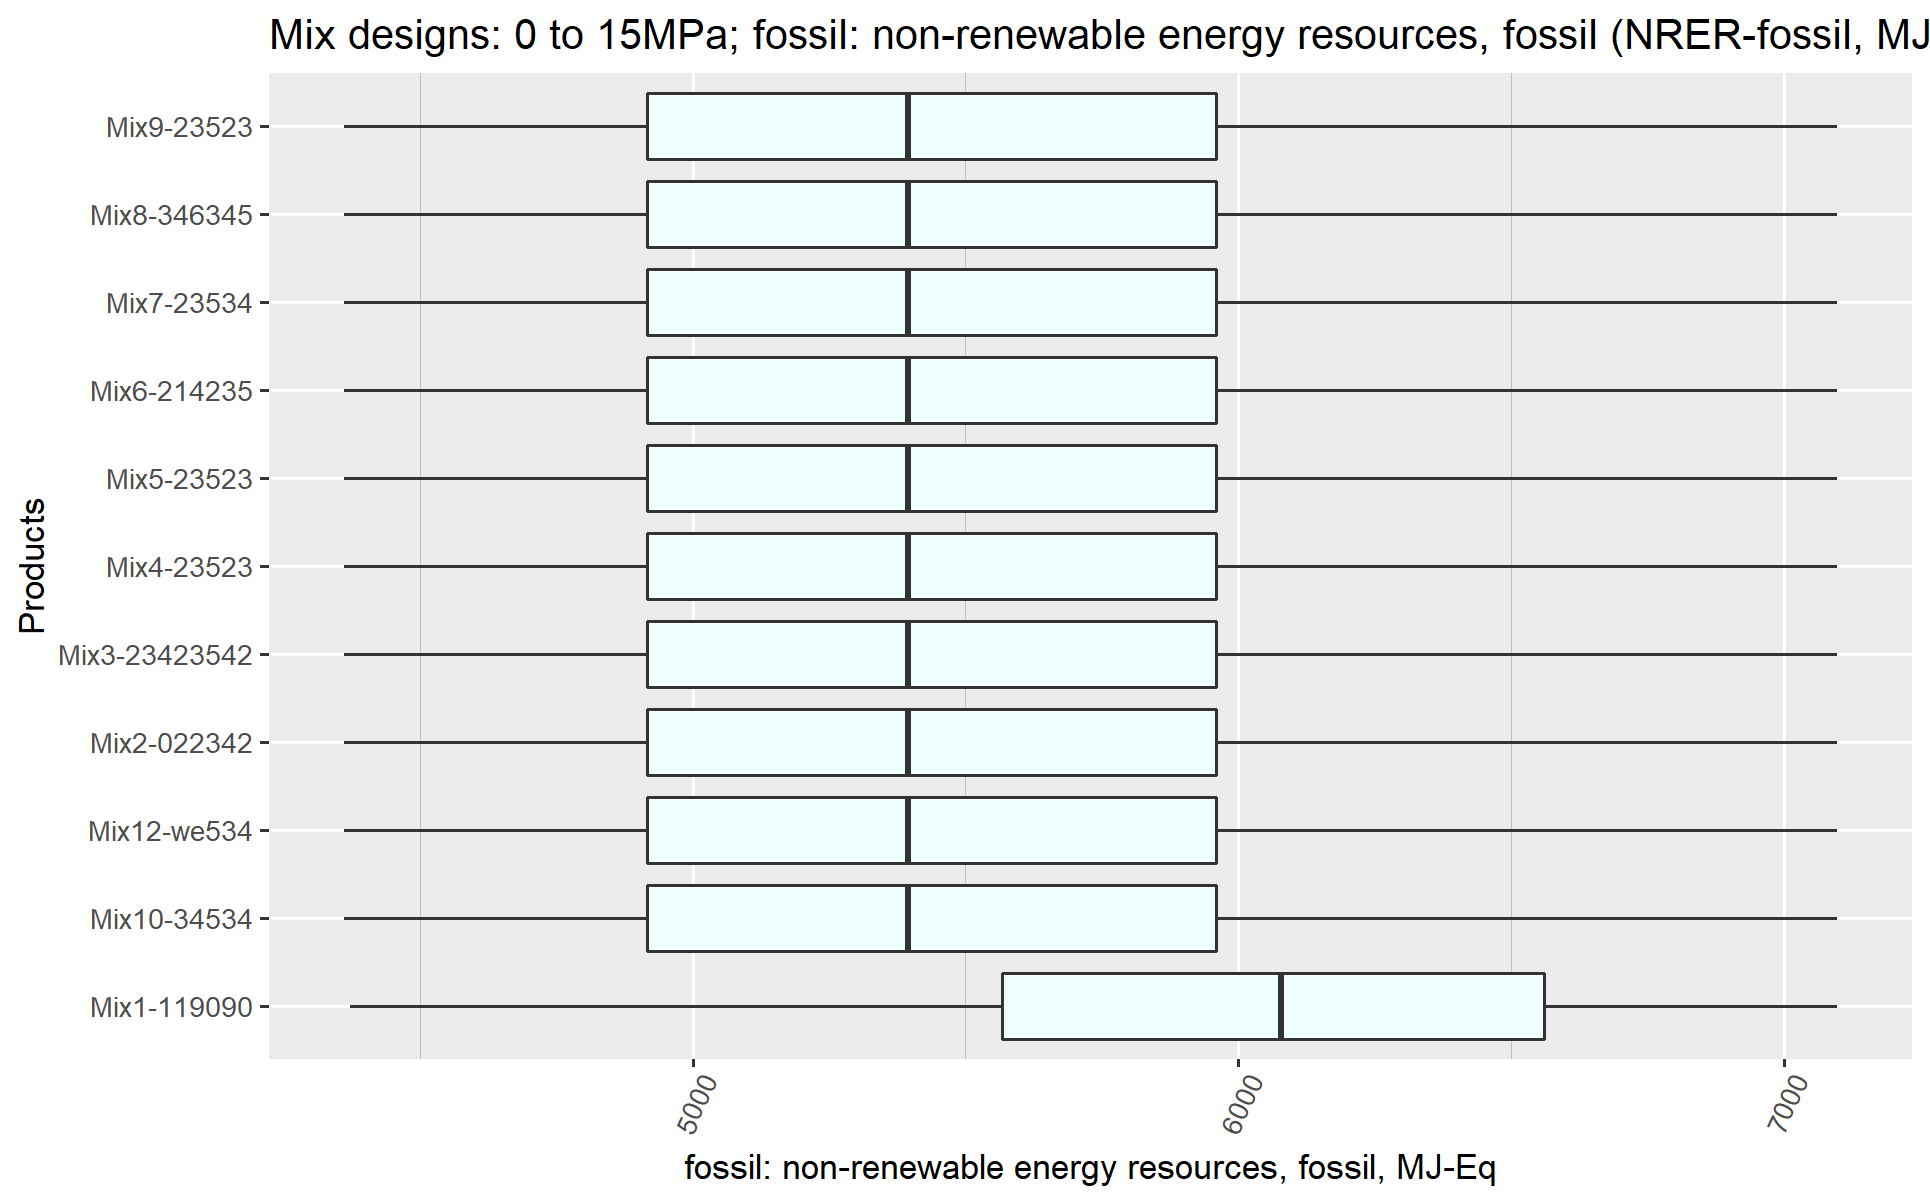 Mix designs: 0 to 15MPa; fossil: non-renewable energy resources, fossil (NRER-fossil, MJ
Products
Mix9-23523
Mix8-346345
Mix7-23534
Mix6-214235
Mix5-23523
Mix4-23523
Mix3-23423542
Mix2-022342
Mix12-we534
Mix10-34534
Mix1-119090
5000
6000
7000
fossil: non-renewable energy resources, fossil, MJ-Eq